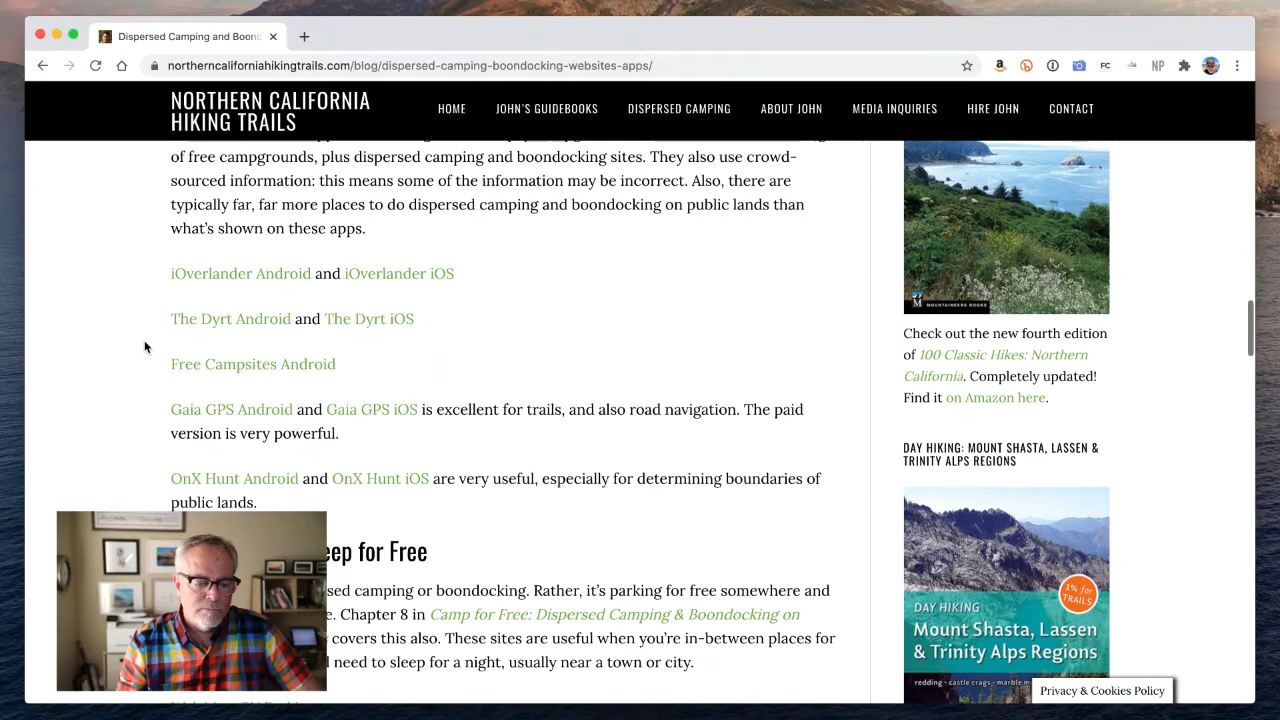 Dispersed Camping and Boond
northerncaliforniahikingtrails.com/blog/dispersed-camping-boondocking-websites-apps/
FC
NP
NORTHERN CALIFORNIA
HIKING TRAILS
HOME
JOHN'S GUIDEBOOKS
DISPERSED CAMPING
ABOUT JOHN
MEDIA INQUIRIES
HIRE JOHN
CONTACT
of free campgrounds, plus dispersed camping and boondocking sites. They also use crowd-
sourced information: this means some of the information may be incorrect. Also, there are
typically far, far more places to do dispersed camping and boondocking on public lands than
what's shown on these apps.
iOverlander Android and iOverlander iOS
The Dyrt Android and The Dyrt iOS
Free Campsites Android
Gaia GPS Android and Gaia GPS iOS is excellent for trails, and also road navigation. The paid
version is very powerful.
OnX Hunt Android and OnX Hunt iOS are very useful, especially for determining boundaries of
public lands.
eep for Free
sed camping or boondocking. Rather, it's parking for free somewhere and
e. Chapter 8 in Camp for Free: Dispersed Camping & Boondocking on
covers this also. These sites are useful when you're in-between places for
need to sleep for a night, usually near a town or city.
MOUNTAINEERS BOOKS
Check out the new fourth edition
of 100 Classic Hikes: Northern
California. Completely updated!
Find it on Amazon here.
DAY HIKING: MOUNT SHASTA, LASSEN &
TRINITY ALPS REGIONS
1% for
TRAILS
DAY HIKING
Mount Shasta, Lassen
& Trinity Alps Regions
redding • castle crags • marble m
Privacy & Cookies Policy